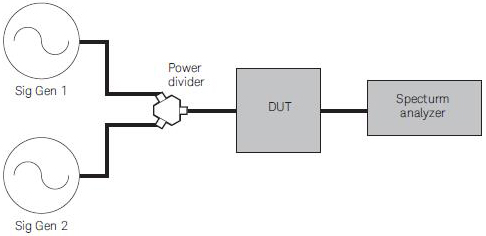 Sig Gen 1
Power
divider
DUT
Specturm
analyzer
Sig Gen 2